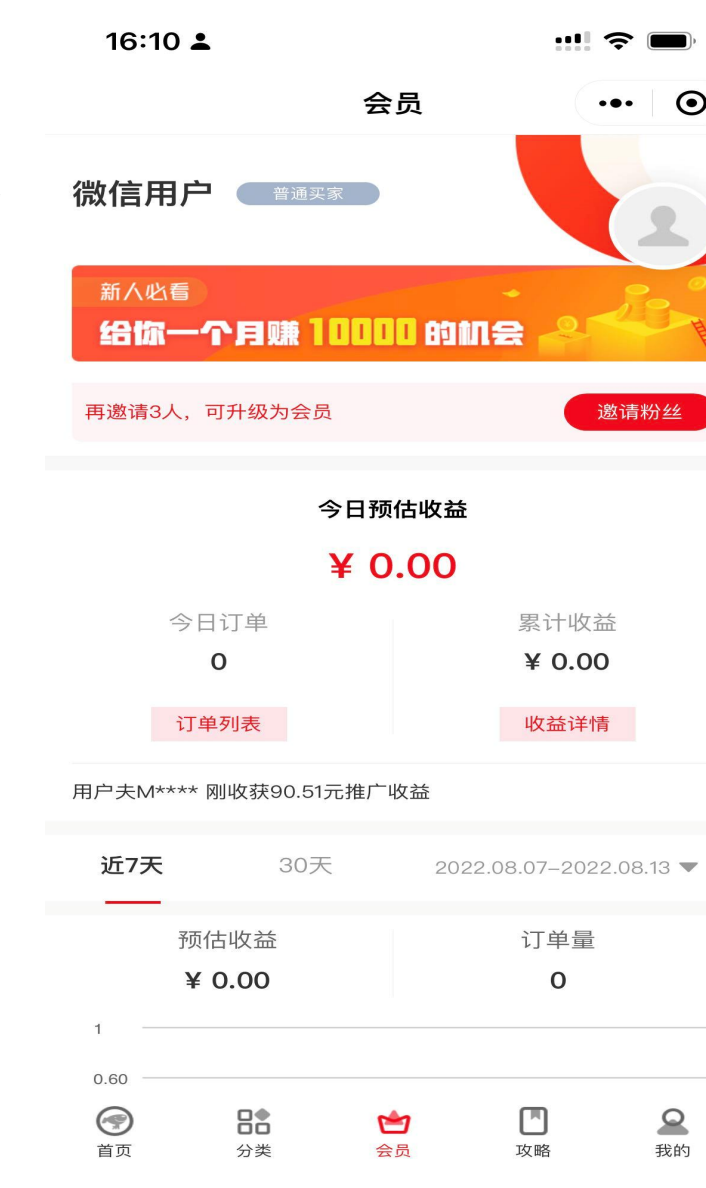 16:10
会员
微信用户 普通买家
新人必看
给你一个月赚10000的机会
再邀请3人，可升级为会员 邀请粉丝
今日预估收益
¥ 0.00
今日订单 累计收益
0 ¥ 0.00
订单列表 收益详情
用户夫M**** 刚收获90.51元推广收益
近7天 30天 2022.08.07–2022.08.13
预估收益 订单量
¥ 0.00 0
1
0.60
首页 分类 会员 攻略 我的